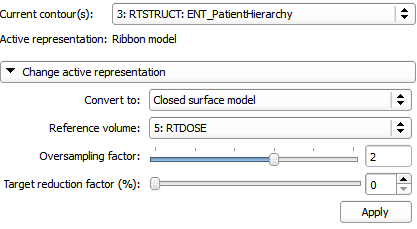 Current contour(s): 3: RTSTRUCT: ENT_PatientHierarchy
Active representation: Ribbon model
Change active representation
Convert to: Closed surface model
Reference volume: 5: RTDOSE
Oversampling factor: 2
Target reduction factor (%): 0
Apply